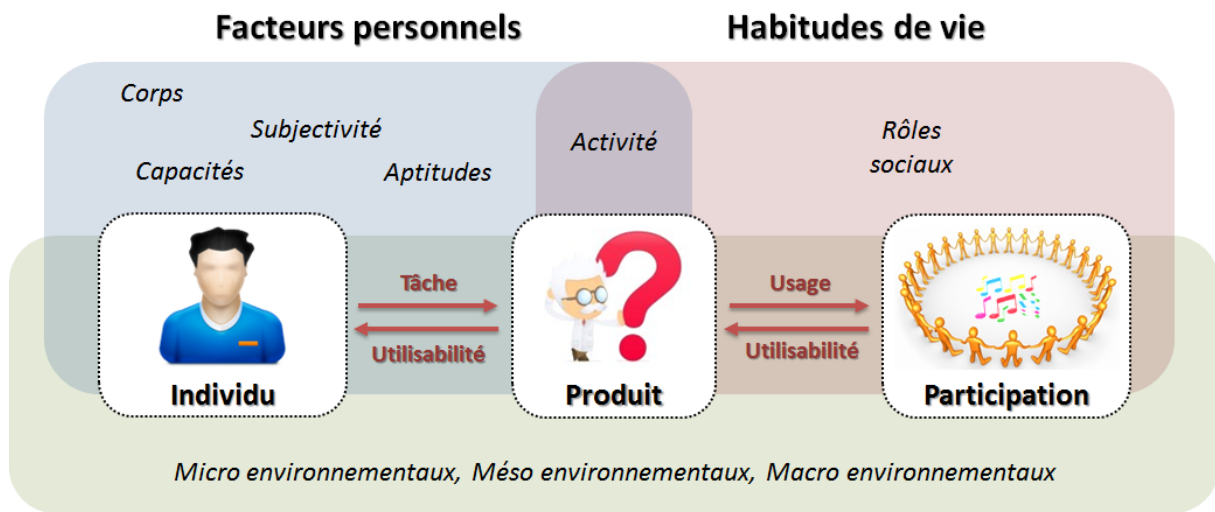 Facteurs personnels
Habitudes de vie
Corps
Subjectivité
Capacités
Aptitudes
Activité
Rôles
sociaux
Tâche
Utilisabilité
Usage
Utilisabilité
Individu
Produit
Participation
Micro environnementaux, Méso environnementaux, Macro environnementaux